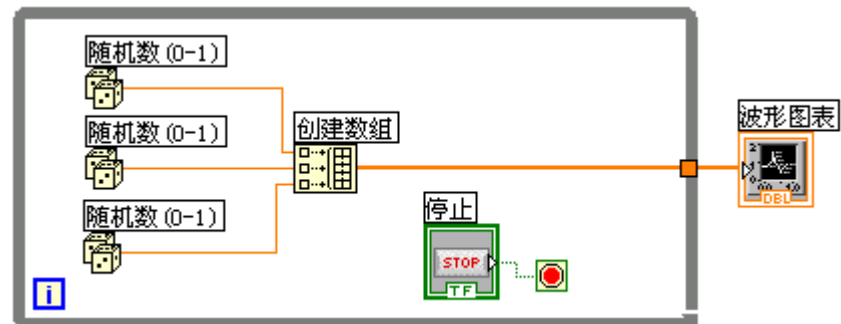 随机数 (0-1)
随机数 (0-1)
创建数组
随机数 (0-1)
停止
STOP
TF
i
波形图表
DBL